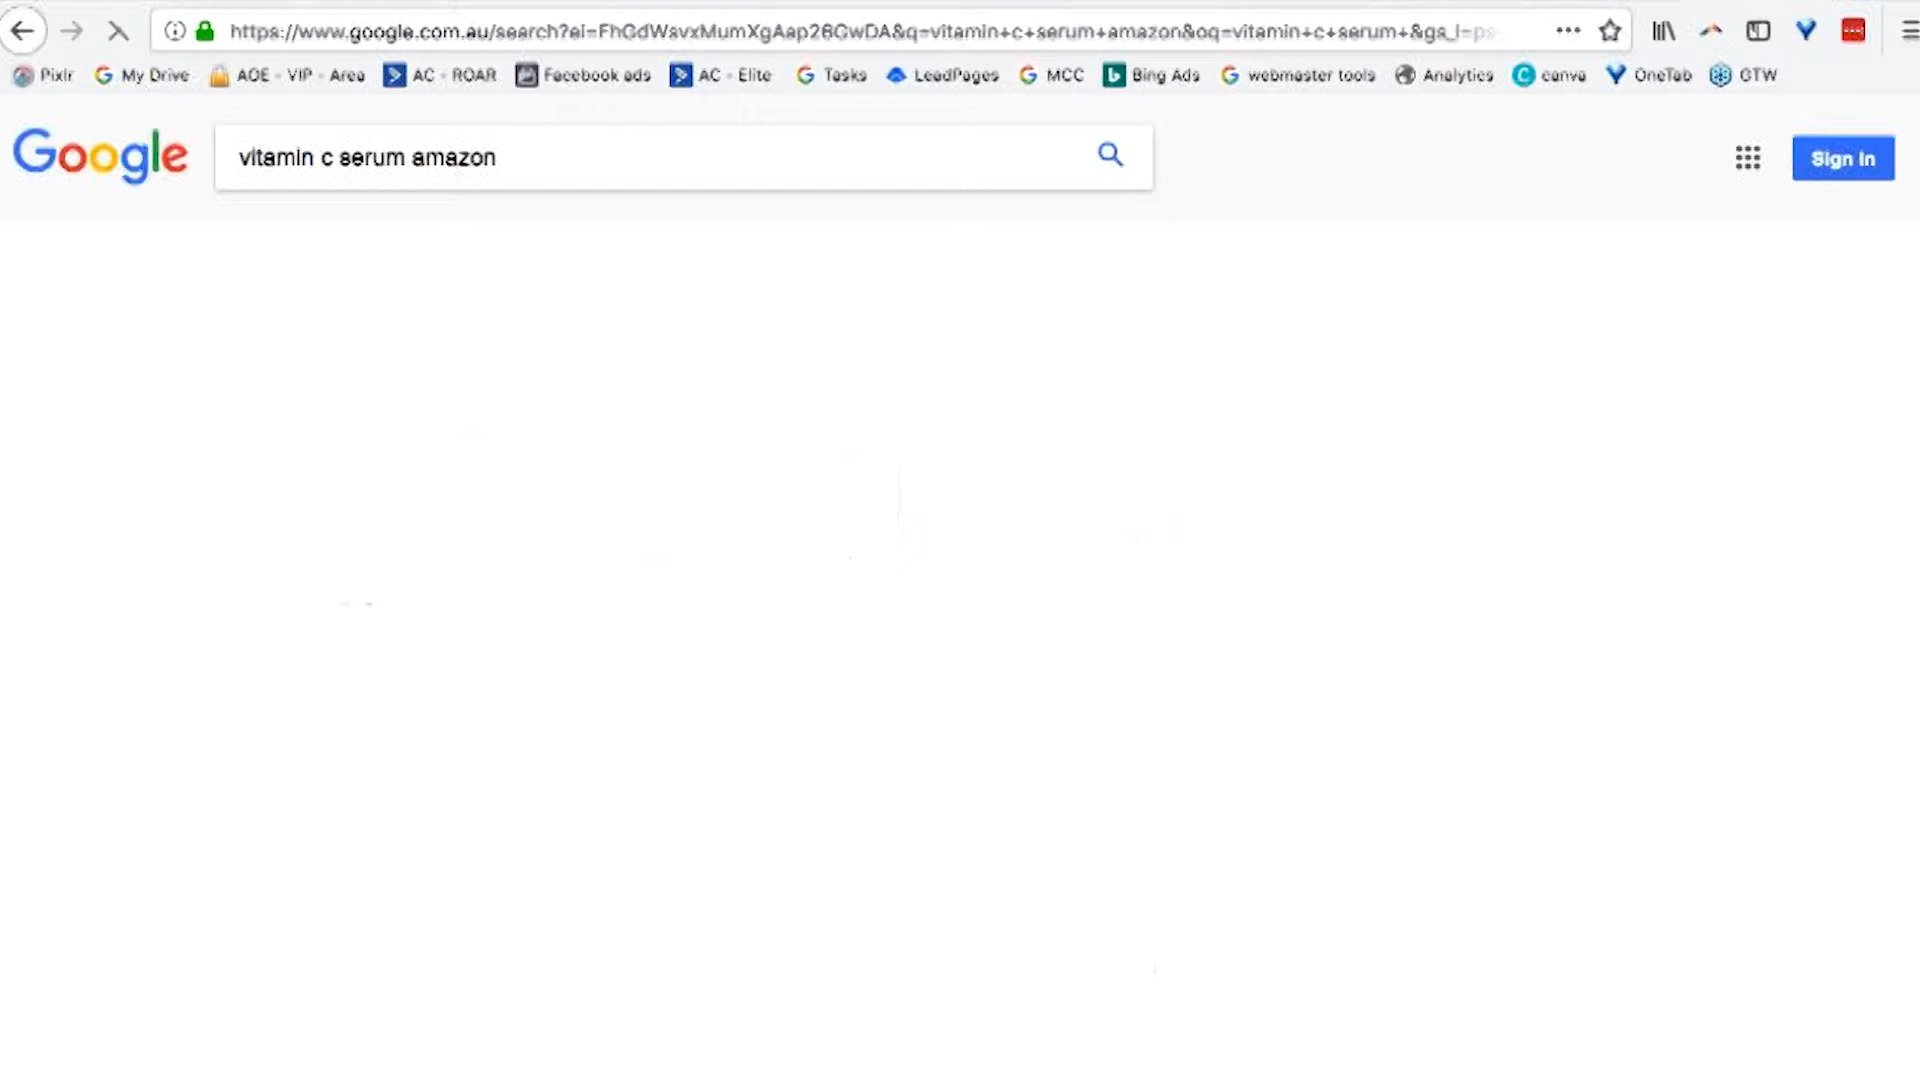 https://www.google.com.au/search?ei=FhGdWsvxMumXgAap26CwDA&q=vitamin+c+serum+amazon&oq=vitamin+c+serum+&gs_l=ps
Pixlr My Drive AOE - VIP - Area AC - ROAR Facebook ads AC - Elite Tasks LeadPages MCC Bing Ads webmaster tools Analytics canva OneTab GTW
Google vitamin c serum amazon Sign in